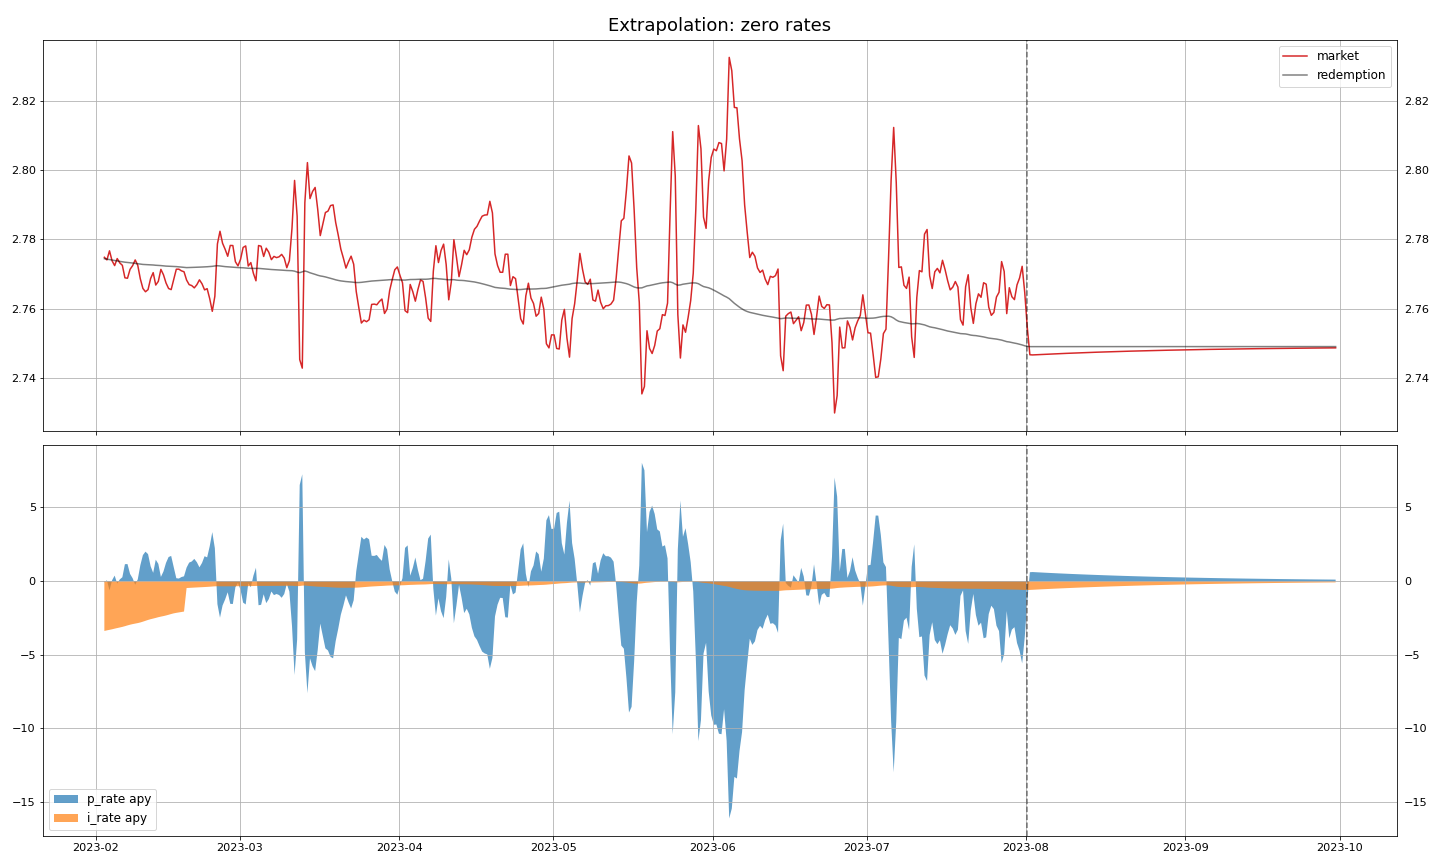 Extrapolation: zero rates
market
redemption
2.82 2.82
2.80 2.80
2.78 2.78
2.76 2.76
2.74 2.74
5 5
0 0
−5 −5
−10 −10
−15 −15
p_rate apy
i_rate apy
2023-02 2023-03 2023-04 2023-05 2023-06 2023-07 2023-08 2023-09 2023-10